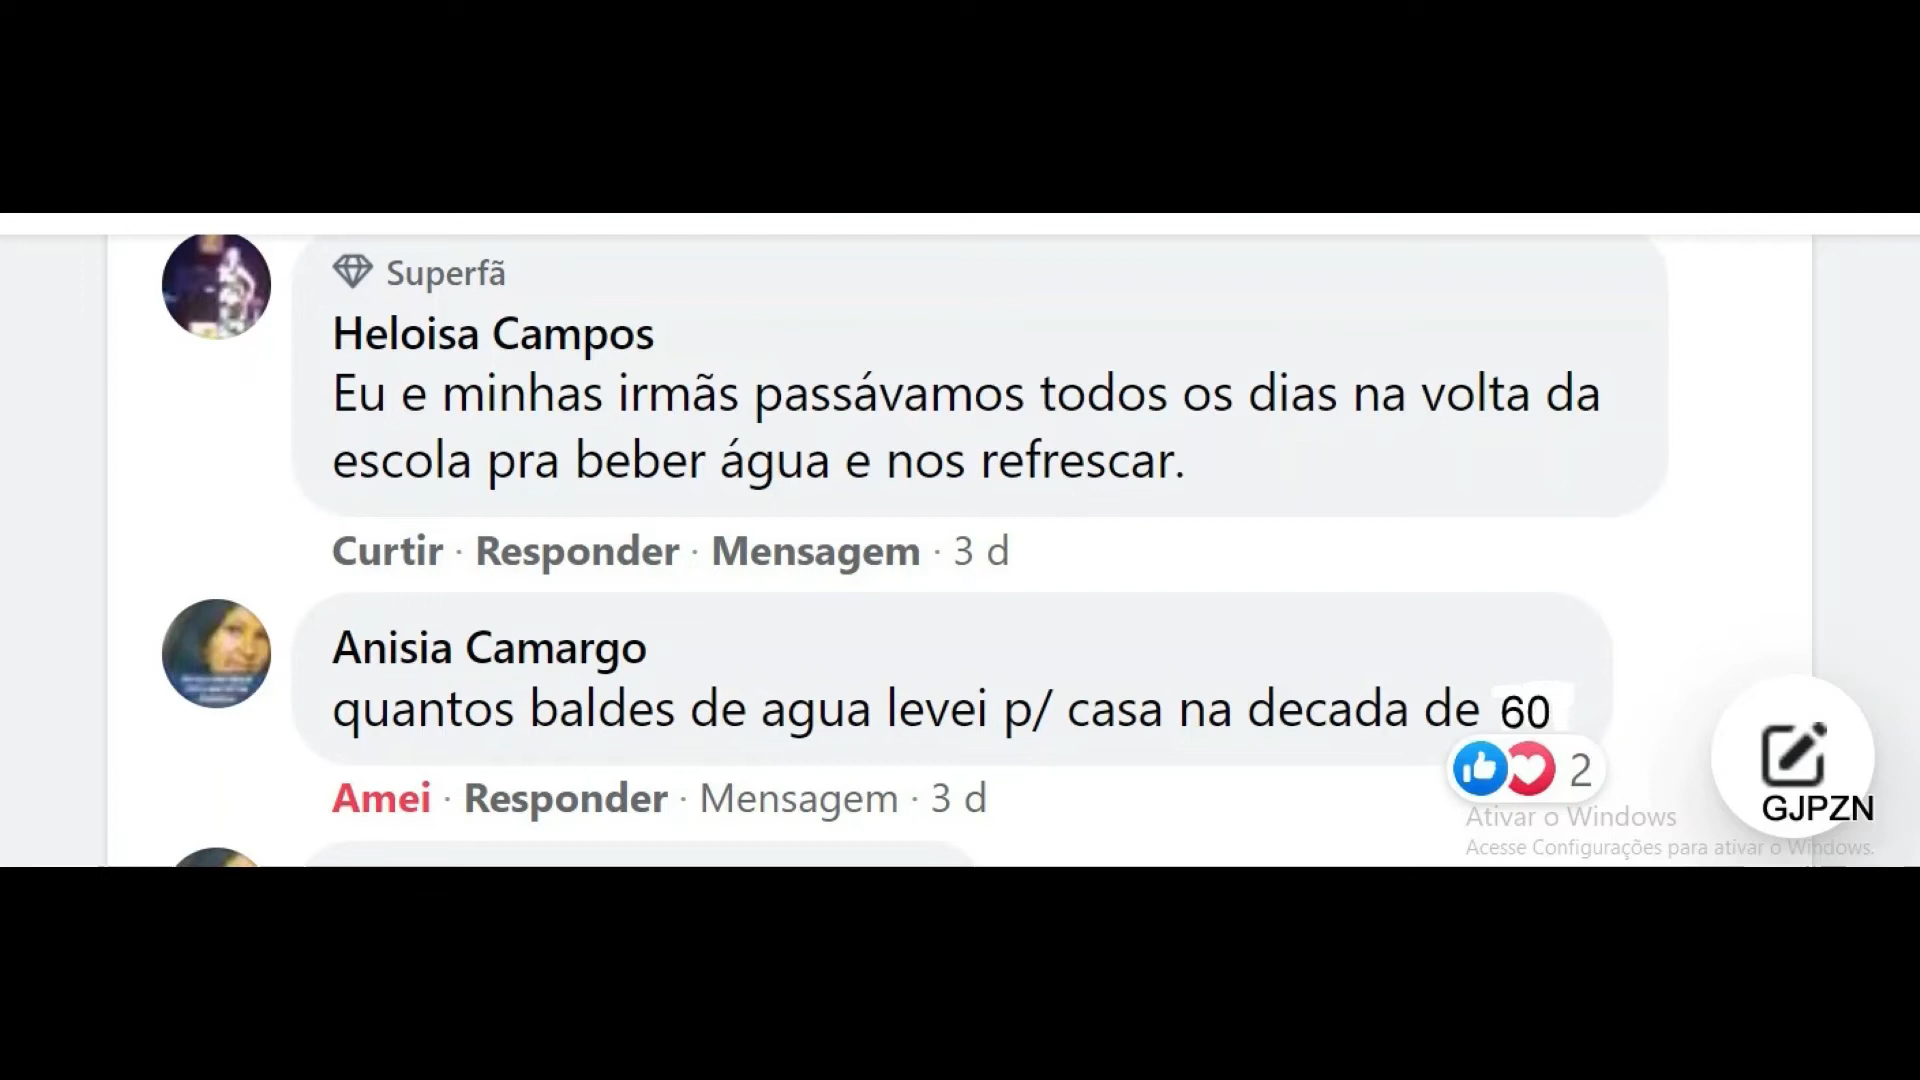 Superfã
Heloisa Campos
Eu e minhas irmãs passávamos todos os dias na volta da
escola pra beber água e nos refrescar.
Curtir · Responder · Mensagem · 3 d
Anisia Camargo
quantos baldes de agua levei p/ casa na decada de 60
2
Amei · Responder · Mensagem · 3 d
GJPZN
Ativar o Windows
Acesse Configurações para ativar o Windows.